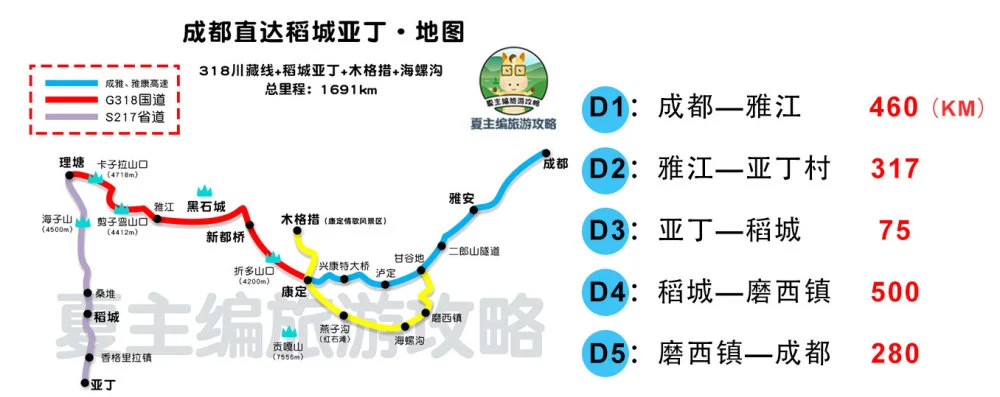 成都直达稻城亚丁·地图
318川藏线+稻城亚丁+木格措+海螺沟
总里程：1691km
夏主编旅游攻略
夏主编旅游攻略
成雅、雅康高速
G318国道
S217省道
理塘
卡子拉山口
(4718m)
海子山
(4500m)
剪子弯山口
(4412m)
雅江
黑石城
新都桥
木格措（康定情歌风景区）
折多山口
(4200m)
康定
兴康特大桥
泸定
甘谷地
二郎山隧道
雅安
成都
磨西镇
海螺沟
燕子沟
(红石滩)
贡嘎山
(7556m)
桑堆
稻城
香格里拉镇
亚丁
夏主编旅游攻略
D1：成都—雅江 460（KM）
D2：雅江—亚丁村 317
D3：亚丁—稻城 75
D4：稻城—磨西镇 500
D5：磨西镇—成都 280